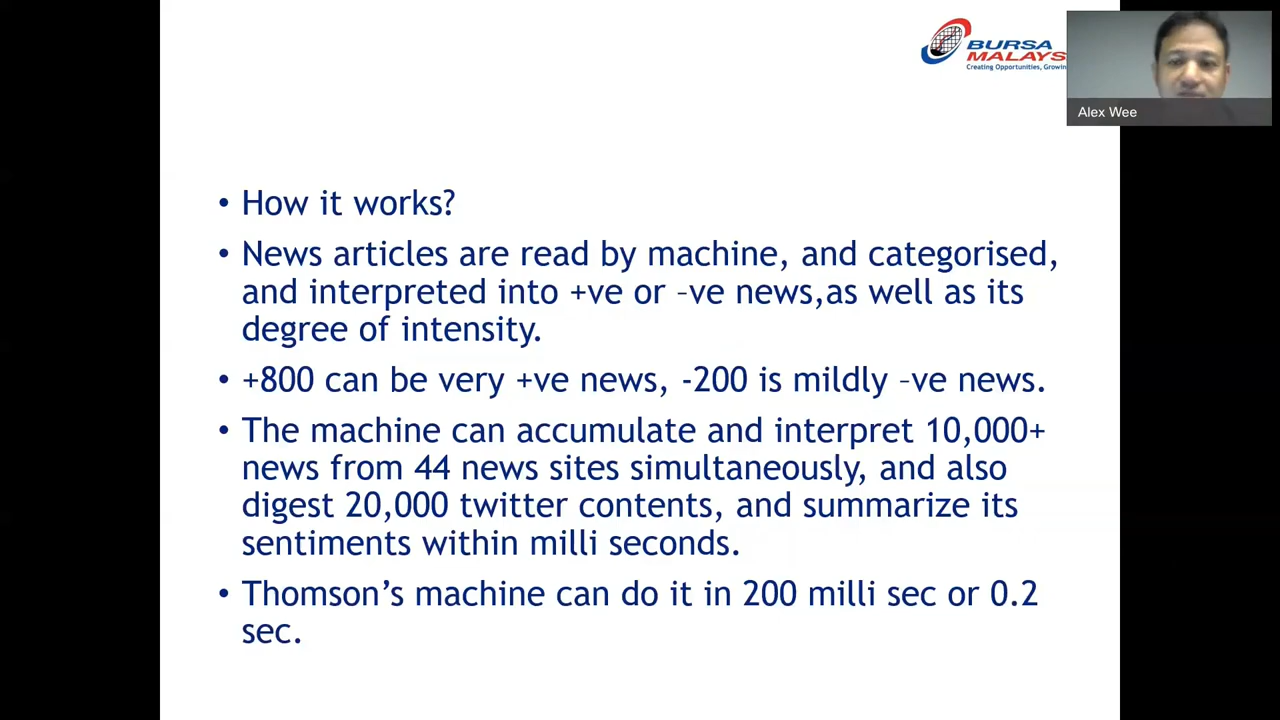 BURSA
MALAYS
Creating Opportunities, Growin
Alex Wee
• How it works?
• News articles are read by machine, and categorised,
and interpreted into +ve or –ve news,as well as its
degree of intensity.
• +800 can be very +ve news, -200 is mildly –ve news.
• The machine can accumulate and interpret 10,000+
news from 44 news sites simultaneously, and also
digest 20,000 twitter contents, and summarize its
sentiments within milli seconds.
• Thomson’s machine can do it in 200 milli sec or 0.2
sec.